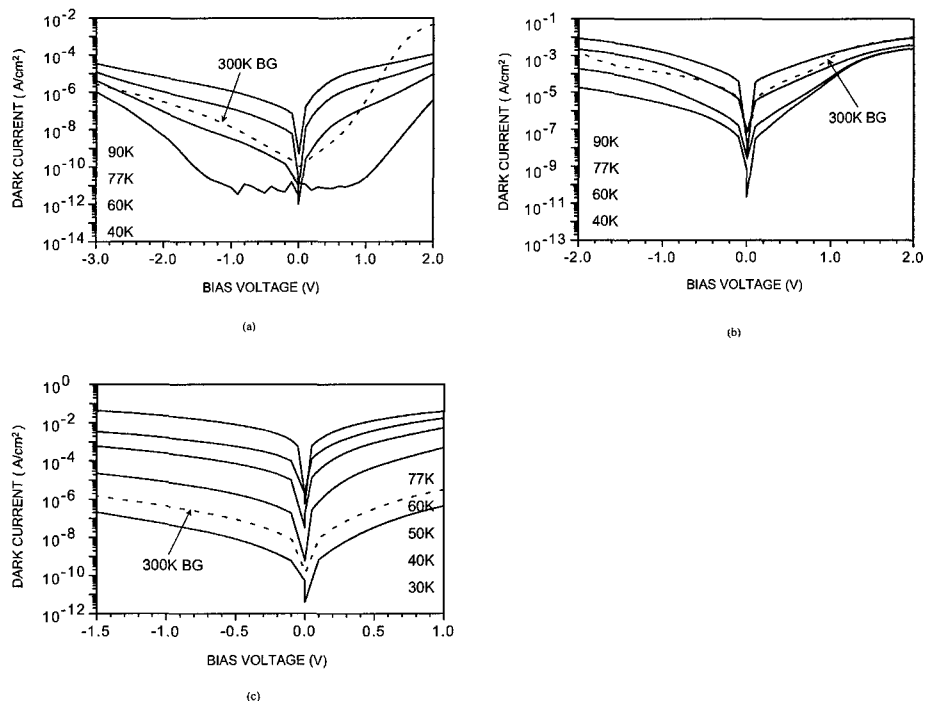 10-2
10-4
10-6
10-8
10-10
10-12
10-14
DARK CURRENT ( A/cm2)
300K BG
90K
77K
60K
40K
-3.0
-2.0
-1.0
0.0
1.0
2.0
BIAS VOLTAGE (V)
(a)
10-1
10-3
10-5
10-7
10-9
10-11
10-13
DARK CURRENT ( A/cm2)
300K BG
90K
77K
60K
40K
-2.0
-1.0
0.0
1.0
2.0
BIAS VOLTAGE (V)
(b)
100
10-2
10-4
10-6
10-8
10-10
10-12
DARK CURRENT ( A/cm2)
300K BG
77K
60K
50K
40K
30K
-1.5
-1.0
-0.5
0.0
0.5
1.0
BIAS VOLTAGE (V)
(c)